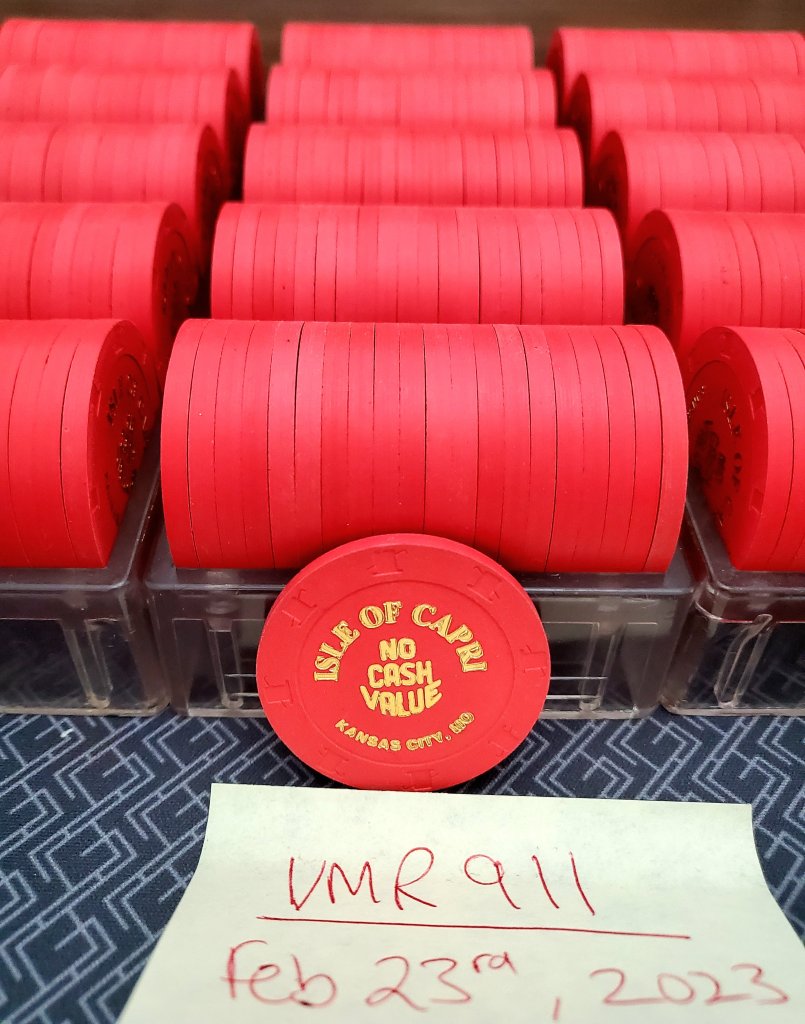 ISLE OF CAPRI
NO
CASH
VALUE
KANSAS CITY, MO
VMR 911
Feb 23rd, 2023